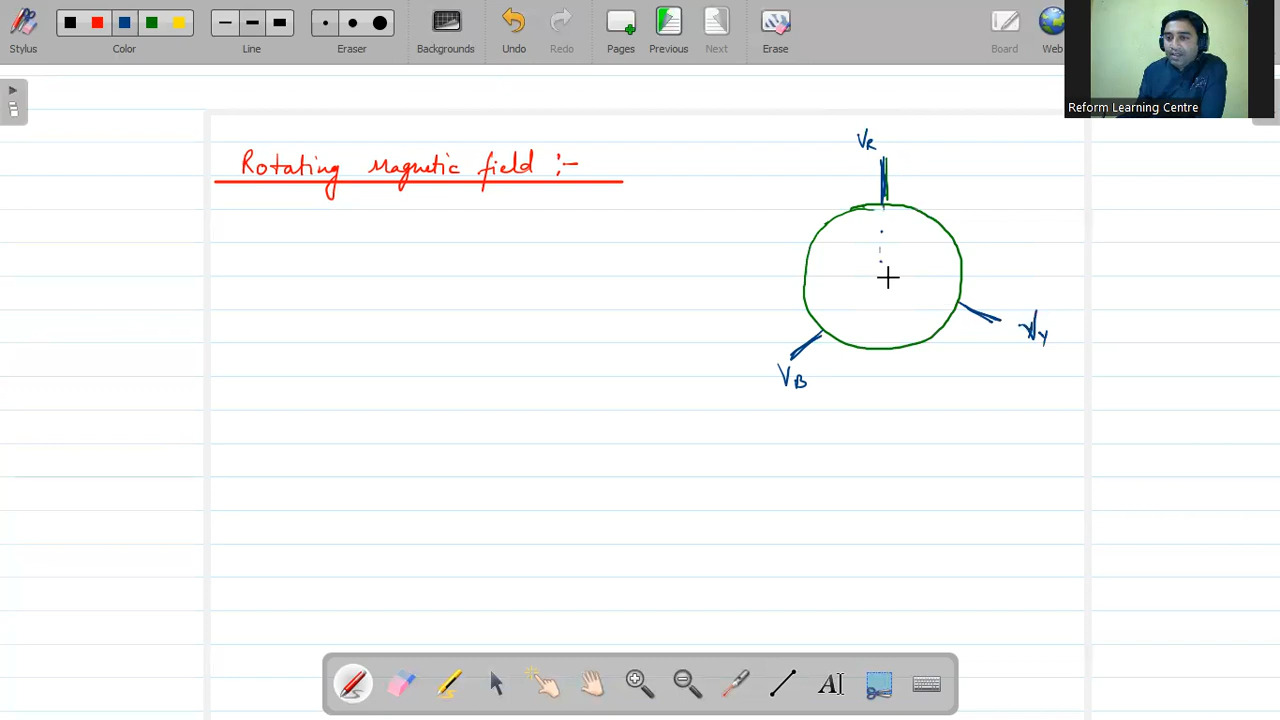 Stylus
Color
Line
Eraser
Backgrounds
Undo
Redo
Pages
Previous
Next
Erase
Board
Web
Reform Learning Centre
Rotating Magnetic field :-
VR
VY
VB